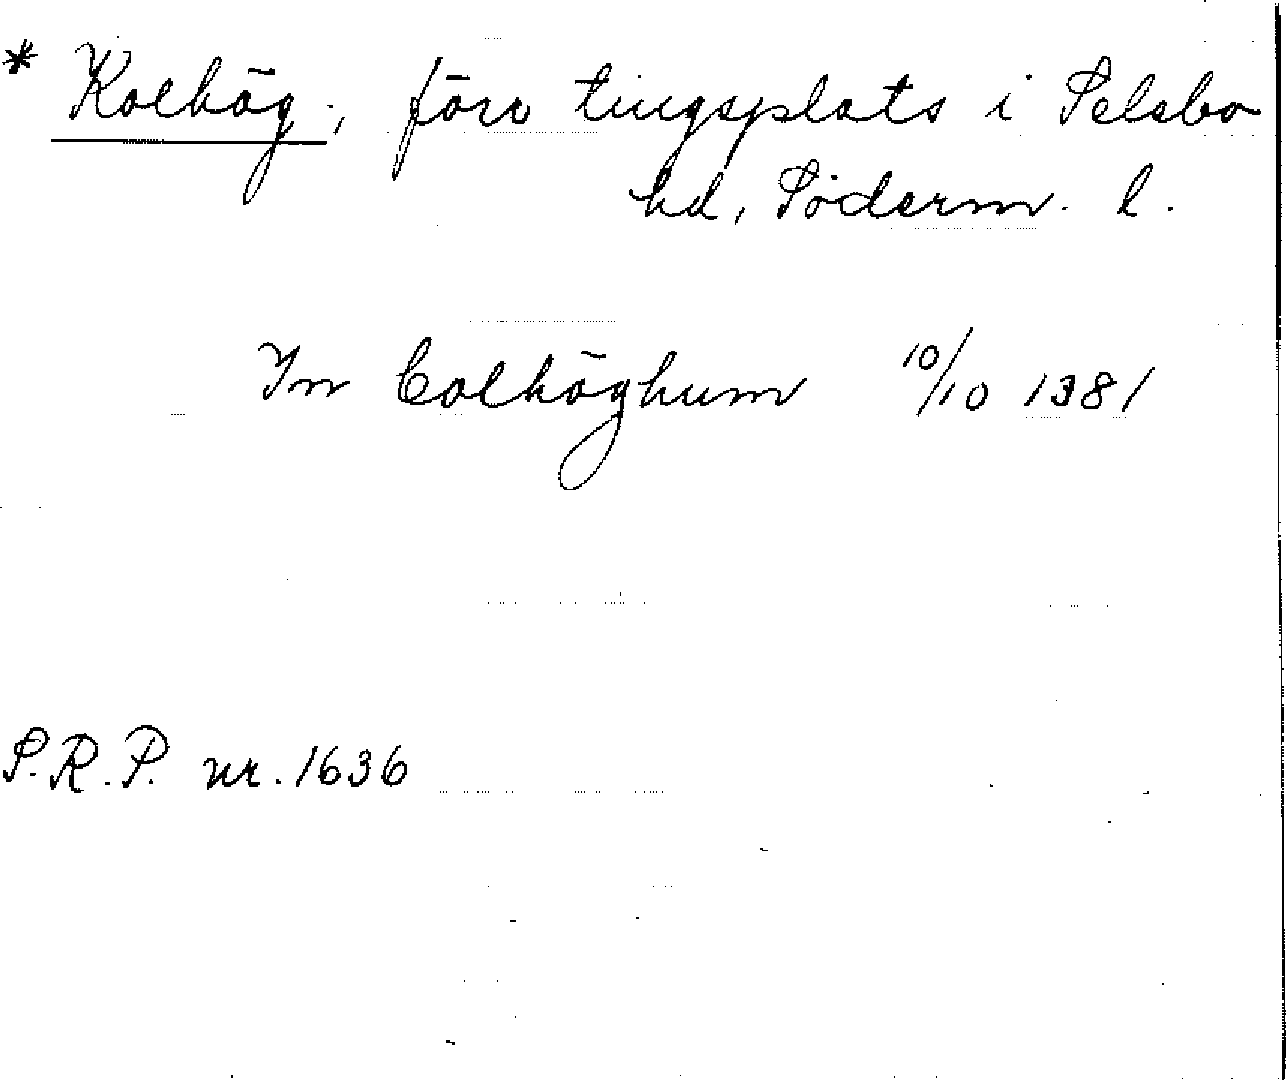 * Kolhög, förr tingsplats i Selebo
hd, Söderm. l.
In Colhöghum 10/10 1381
S.R.P. nr. 1636